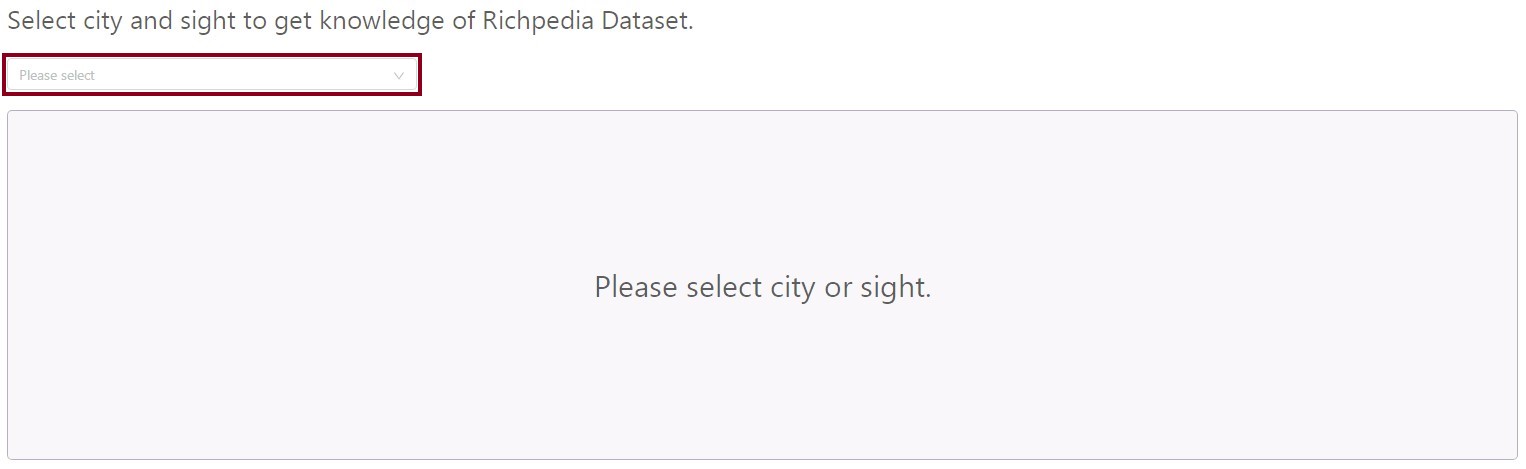 Select city and sight to get knowledge of Richpedia Dataset.
Please select
Please select city or sight.